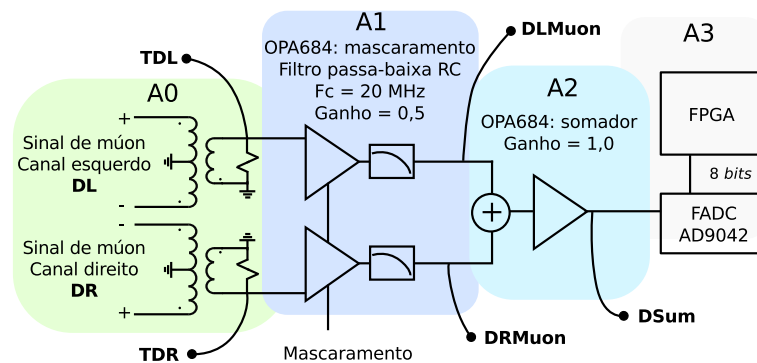 A1
DLMuon
A3
TDL
OPA684: mascaramento
Filtro passa-baixa RC
Fc = 20 MHz
Ganho = 0,5
A0
A2
+
Sinal de múon
Canal esquerdo
DL
-
OPA684: somador
Ganho = 1,0
FPGA
8 bits
-
Sinal de múon
Canal direito
DR
+
+
FADC
AD9042
DSum
DRMuon
TDR
Mascaramento